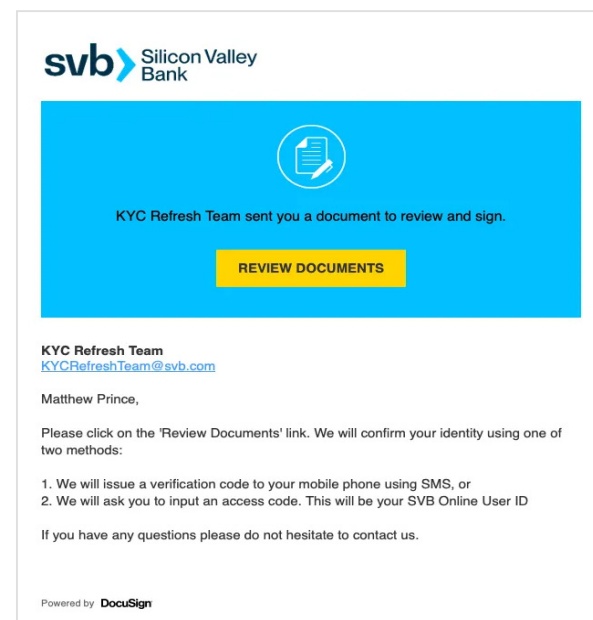 svb Silicon Valley
Bank
KYC Refresh Team sent you a document to review and sign.
REVIEW DOCUMENTS
KYC Refresh Team
KYCRefreshTeam@svb.com
Matthew Prince,
Please click on the 'Review Documents' link. We will confirm your identity using one of
two methods:
1. We will issue a verification code to your mobile phone using SMS, or
2. We will ask you to input an access code. This will be your SVB Online User ID
If you have any questions please do not hesitate to contact us.
Powered by DocuSign